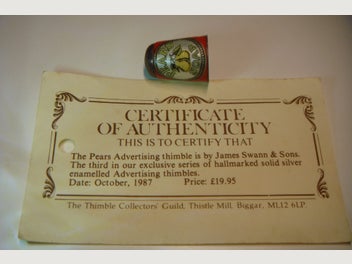 CERTIFICATE
OF AUTHENTICITY
THIS IS TO CERTIFY THAT
The Pears Advertising thimble is by James Swann & Sons.
The third in our exclusive series of hallmarked solid silver
enamelled Advertising thimbles.
Date: October, 1987 Price: £19.95
The Thimble Collectors' Guild, Thistle Mill, Biggar, ML12 6LP.